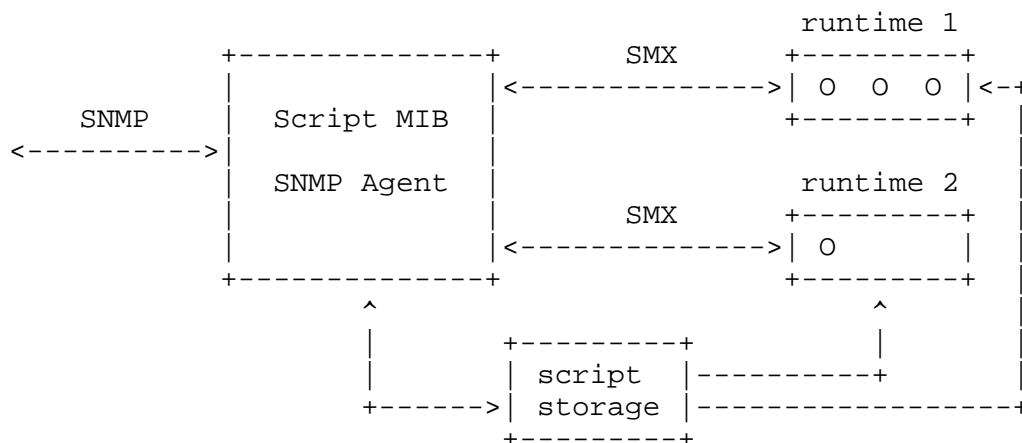 runtime 1
SMX
O O O
SNMP Script MIB
SNMP Agent runtime 2
SMX
O
script
storage